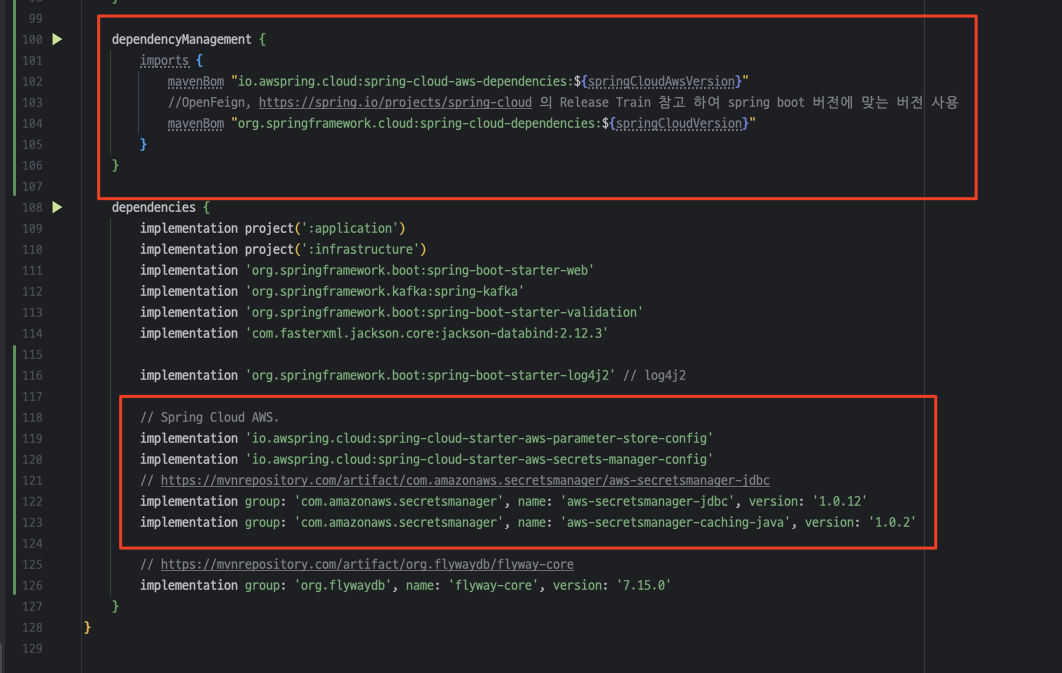 99
100 dependencyManagement {
101 imports {
102 mavenBom "io.awspring.cloud:spring-cloud-aws-dependencies:${springCloudAwsVersion}"
103 //OpenFeign, https://spring.io/projects/spring-cloud 의 Release Train 참고 하여 spring boot 버전에 맞는 버전 사용
104 mavenBom "org.springframework.cloud:spring-cloud-dependencies:${springCloudVersion}"
105 }
106 }
107
108 dependencies {
109 implementation project(':application')
110 implementation project(':infrastructure')
111 implementation 'org.springframework.boot:spring-boot-starter-web'
112 implementation 'org.springframework.kafka:spring-kafka'
113 implementation 'org.springframework.boot:spring-boot-starter-validation'
114 implementation 'com.fasterxml.jackson.core:jackson-databind:2.12.3'
115
116 implementation 'org.springframework.boot:spring-boot-starter-log4j2' // log4j2
117
118 // Spring Cloud AWS.
119 implementation 'io.awspring.cloud:spring-cloud-starter-aws-parameter-store-config'
120 implementation 'io.awspring.cloud:spring-cloud-starter-aws-secrets-manager-config'
121 // https://mvnrepository.com/artifact/com.amazonaws.secretsmanager/aws-secretsmanager-jdbc
122 implementation group: 'com.amazonaws.secretsmanager', name: 'aws-secretsmanager-jdbc', version: '1.0.12'
123 implementation group: 'com.amazonaws.secretsmanager', name: 'aws-secretsmanager-caching-java', version: '1.0.2'
124
125 // https://mvnrepository.com/artifact/org.flywaydb/flyway-core
126 implementation group: 'org.flywaydb', name: 'flyway-core', version: '7.15.0'
127 }
128 }
129